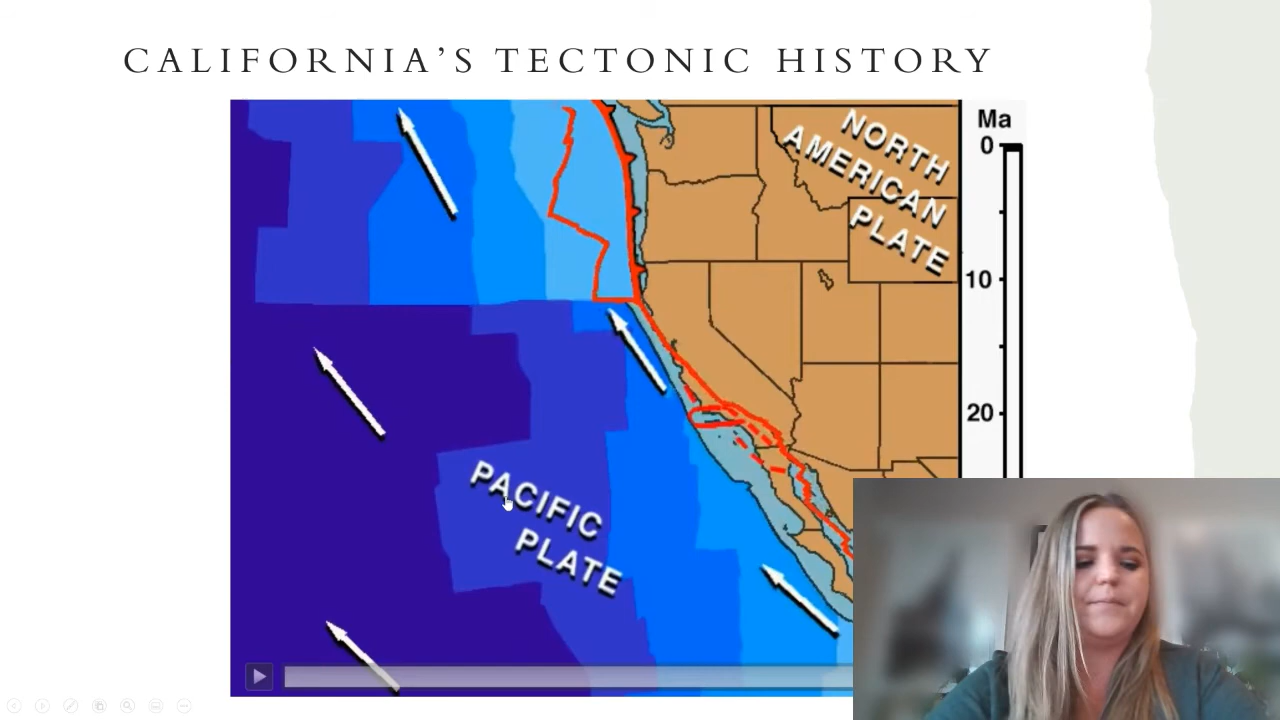 CALIFORNIA’S TECTONIC HISTORY
NORTH
AMERICAN
PLATE
Ma
0
10
20
PACIFIC
PLATE